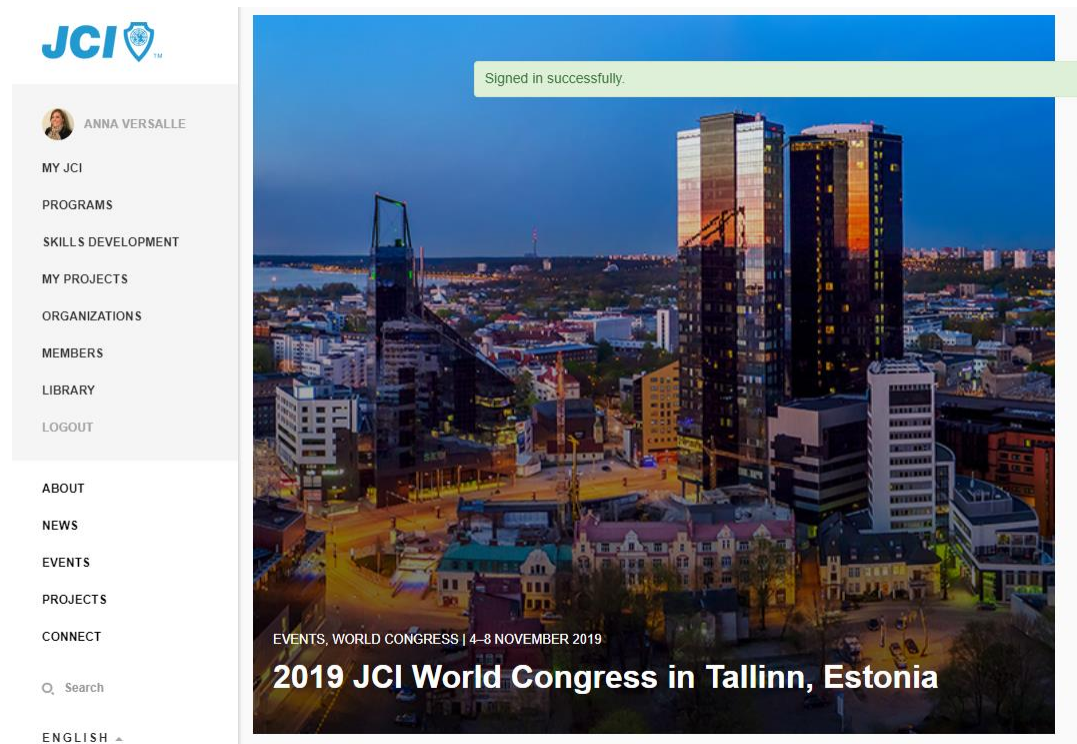 JCI TM
ANNA VERSALLE
MY JCI
PROGRAMS
SKILLS DEVELOPMENT
MY PROJECTS
ORGANIZATIONS
MEMBERS
LIBRARY
LOGOUT
ABOUT
NEWS
EVENTS
PROJECTS
CONNECT
Search
ENGLISH
Signed in successfully.
EVENTS, WORLD CONGRESS | 4–8 NOVEMBER 2019
2019 JCI World Congress in Tallinn, Estonia